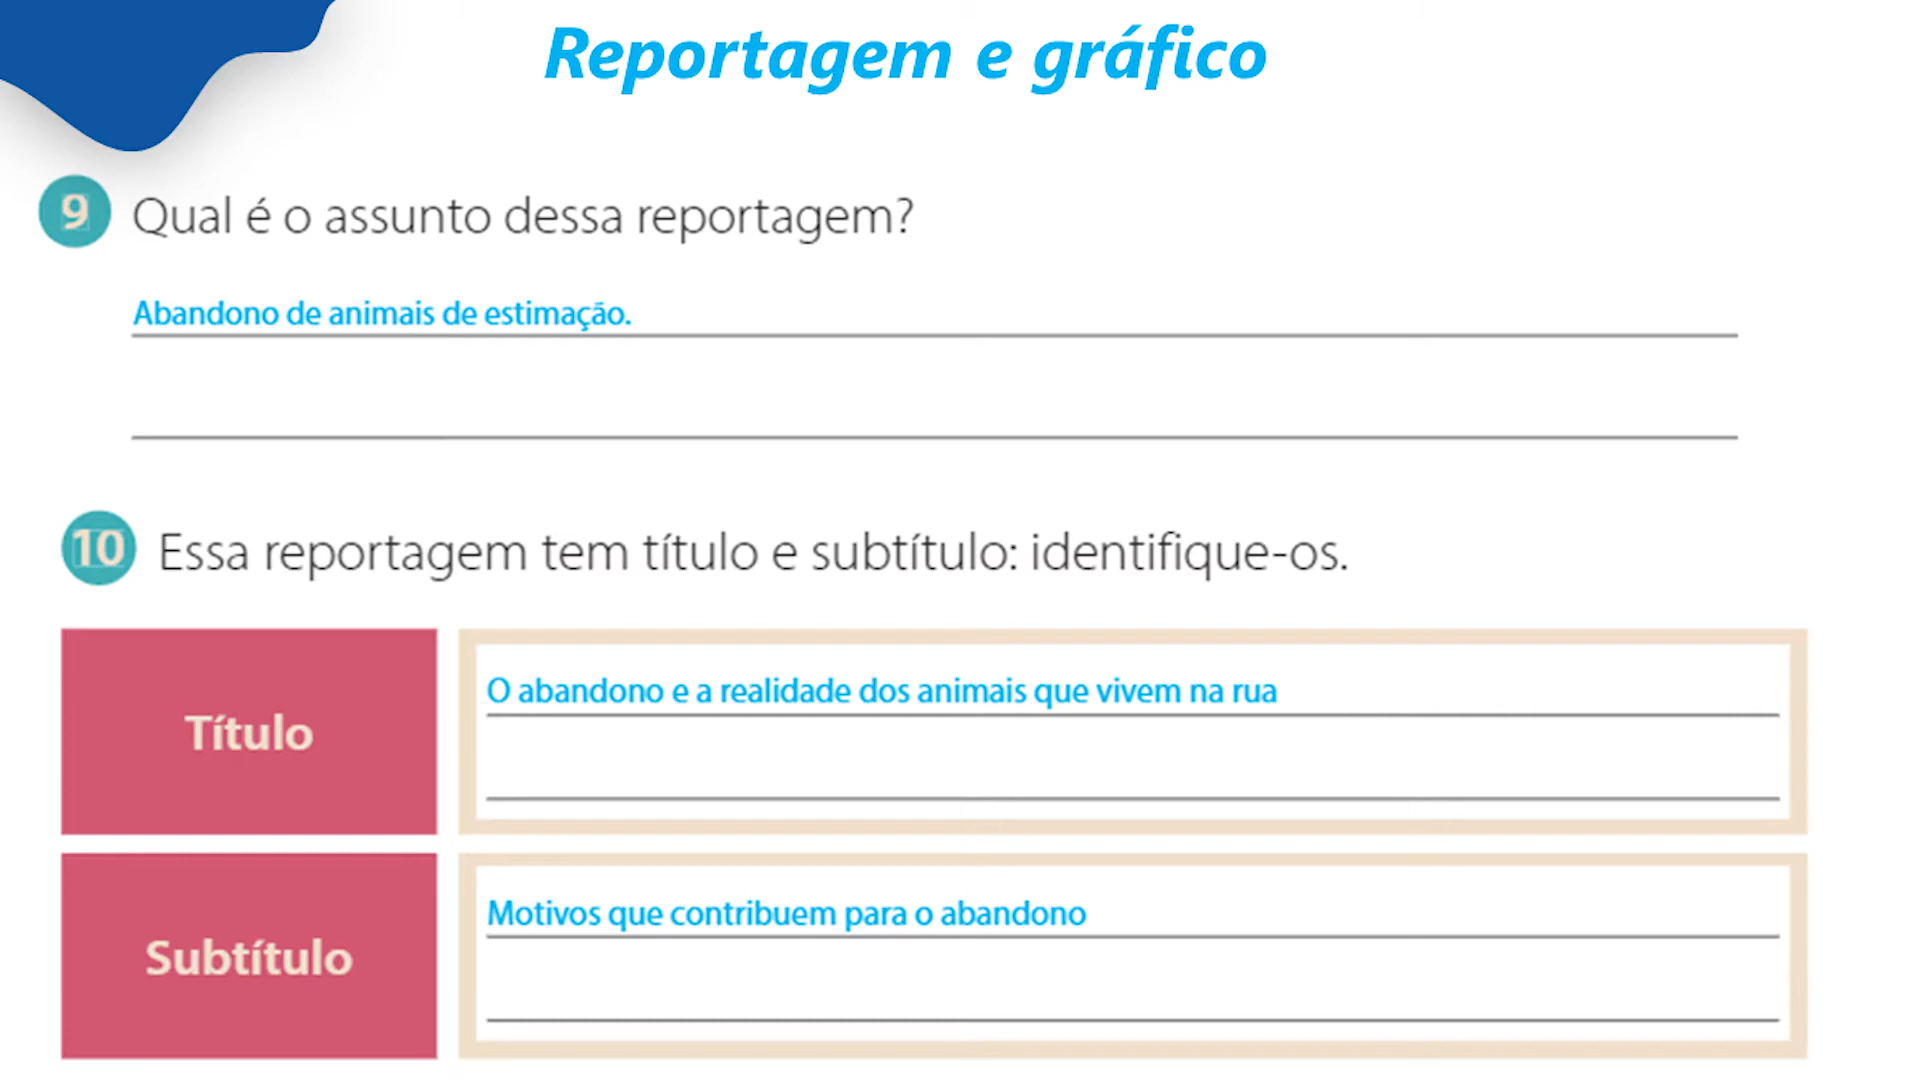 Reportagem e gráfico
9 Qual é o assunto dessa reportagem?
Abandono de animais de estimação.
10 Essa reportagem tem título e subtítulo: identifique-os.
Título
O abandono e a realidade dos animais que vivem na rua
Subtítulo
Motivos que contribuem para o abandono